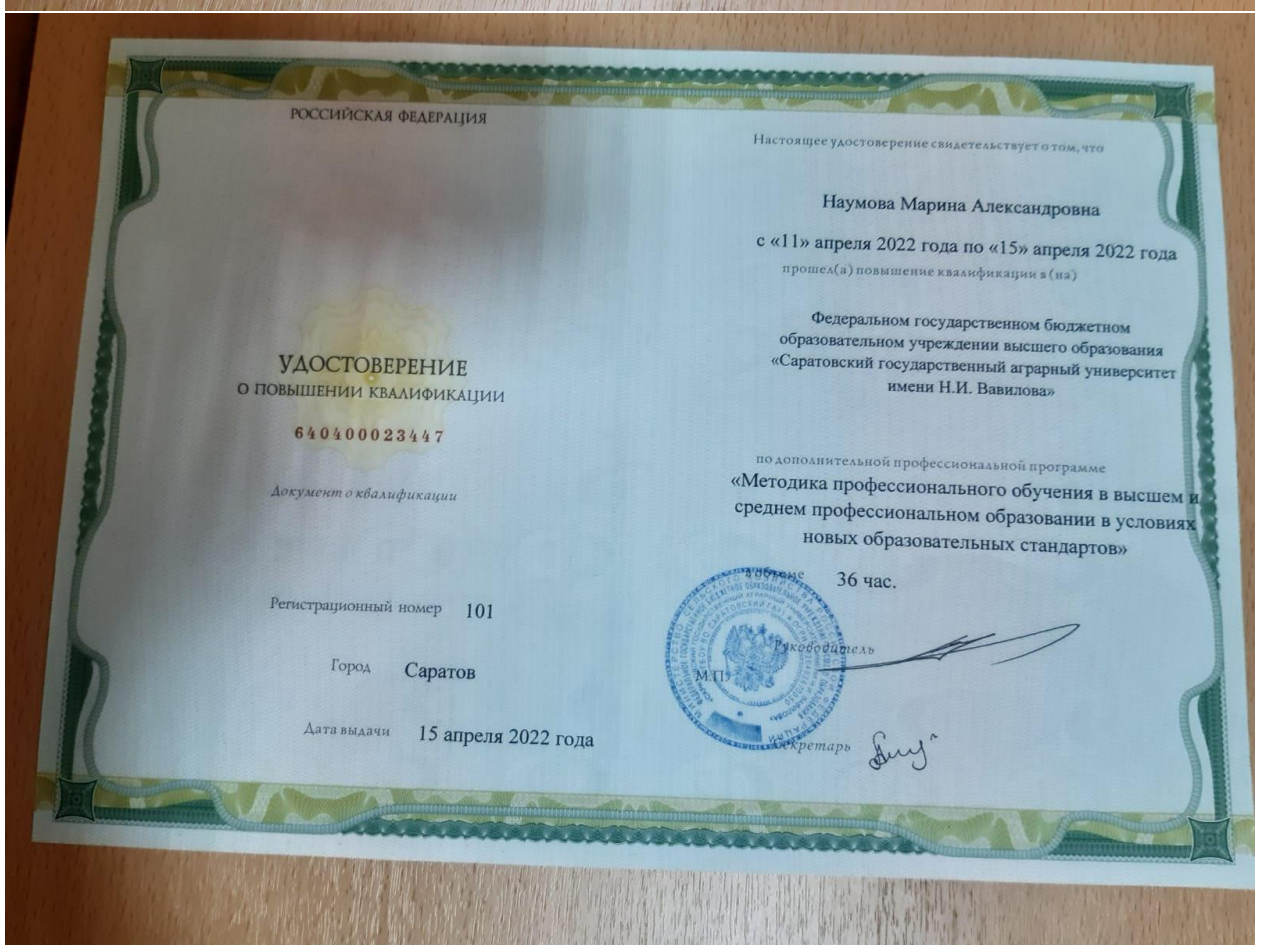 РОССИЙСКАЯ ФЕДЕРАЦИЯ
УДОСТОВЕРЕНИЕ
О ПОВЫШЕНИИ КВАЛИФИКАЦИИ
640400023447
Документ о квалификации
Регистрационный номер 101
Город Саратов
Дата выдачи 15 апреля 2022 года
Настоящее удостоверение свидетельствует о том, что
Наумова Марина Александровна
с «11» апреля 2022 года по «15» апреля 2022 года
прошел(а) повышение квалификации в (на)
Федеральном государственном бюджетном
образовательном учреждении высшего образования
«Саратовский государственный аграрный университет
имени Н.И. Вавилова»
по дополнительной профессиональной программе
«Методика профессионального обучения в высшем и
среднем профессиональном образовании в условиях
новых образовательных стандартов»
в объеме 36 час.
Руководитель
М.П.
Секретарь